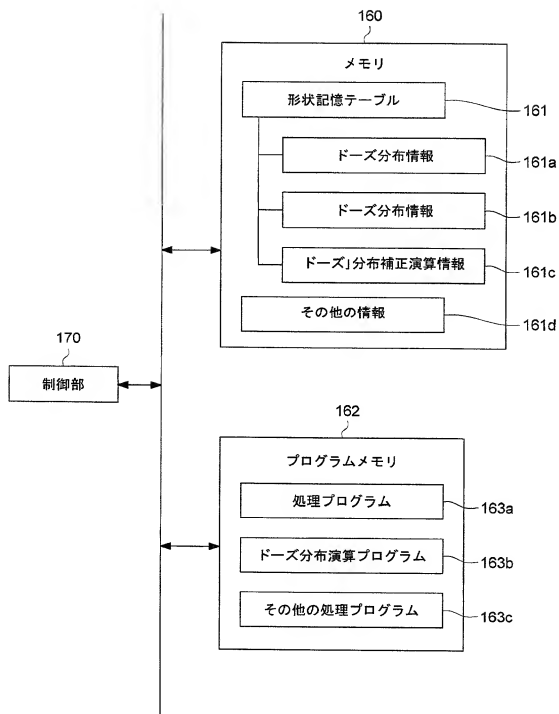 160
メモリ
形状記憶テーブル
161
ドーズ分布情報
161a
ドーズ分布情報
161b
ドーズ」分布補正演算情報
161c
その他の情報
161d
170
制御部
162
プログラムメモリ
処理プログラム
163a
ドーズ分布演算プログラム
163b
その他の処理プログラム
163c